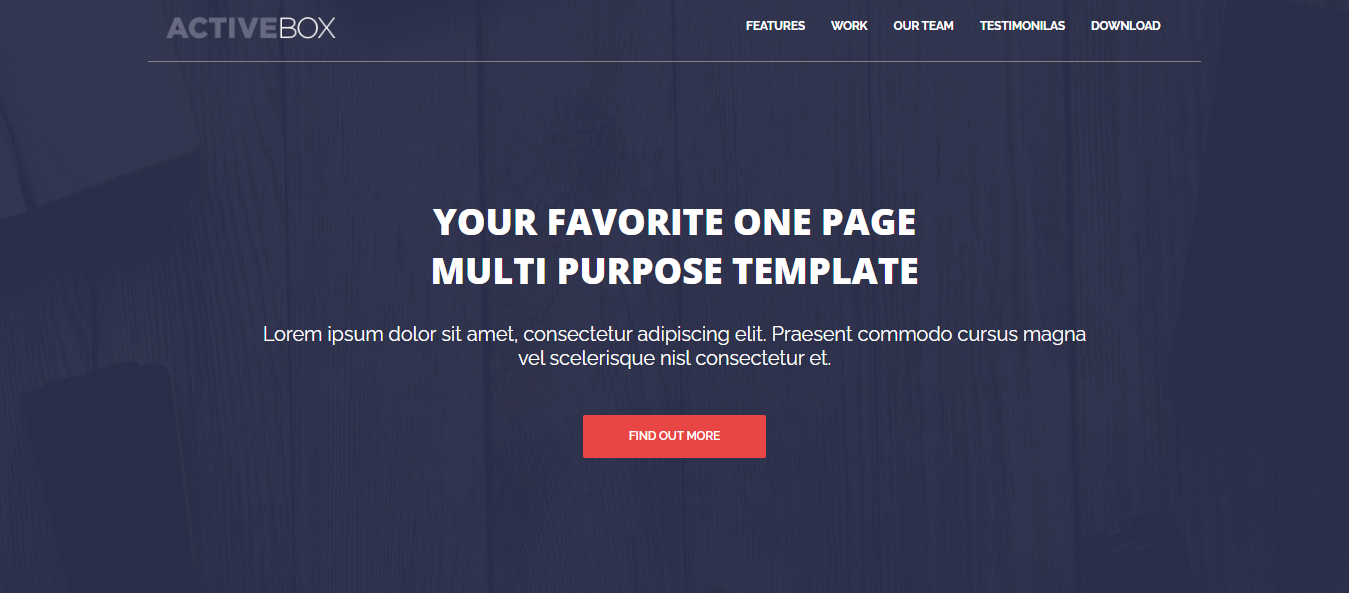 ACTIVEBOX
FEATURES WORK OUR TEAM TESTIMONILAS DOWNLOAD
YOUR FAVORITE ONE PAGE
MULTI PURPOSE TEMPLATE
Lorem ipsum dolor sit amet, consectetur adipiscing elit. Praesent commodo cursus magna
vel scelerisque nisl consectetur et.
FIND OUT MORE